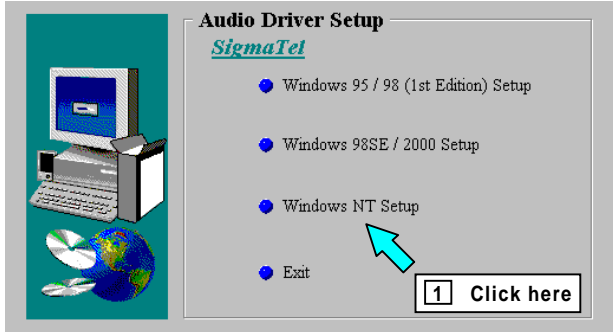 Audio Driver Setup
SigmaTel
Windows 95 / 98 (1st Edition) Setup
Windows 98SE / 2000 Setup
Windows NT Setup
Exit
1 Click here